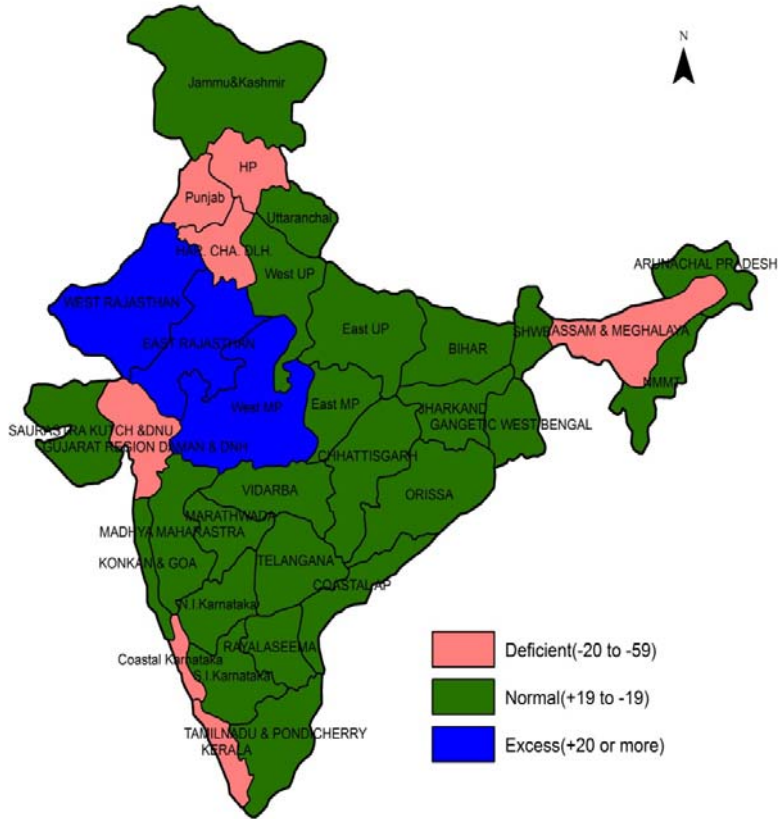 N
Jammu&Kashmir
HP
Punjab
Uttaranchal
HAR. CHA. DLH.
West UP
ARUNACHAL PRADESH
WEST RAJASTHAN
EAST RAJASTHAN
East UP
SHWB
ASSAM & MEGHALAYA
BIHAR
NMMT
West MP
East MP
JHARKAND
GANGETIC WEST BENGAL
SAURASTRA KUTCH &DNU
GUJARAT REGION DAMAN & DNH
CHHATTISGARH
VIDARBA
ORISSA
MARATHWADA
MADHYA MAHARASTRA
KONKAN & GOA
TELANGANA
COASTAL AP
N.I.Karnataka
RAYALASEEMA
Coastal Karnataka
S.I.Karnataka
TAMILNADU & PONDICHERRY
KERALA
Deficient(-20 to -59)
Normal(+19 to -19)
Excess(+20 or more)